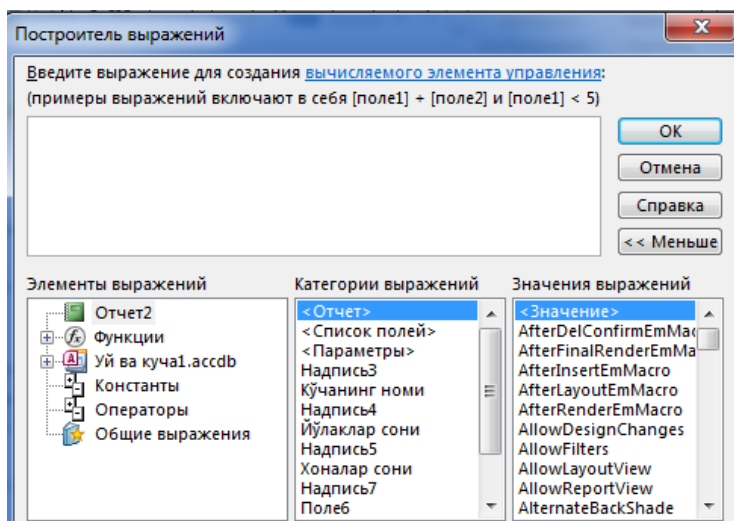 Построитель выражений
Введите выражение для создания вычисляемого элемента управления:
(примеры выражений включают в себя [поле1] + [поле2] и [поле1] < 5)
OK
Отмена
Справка
<< Меньше
Элементы выражений
Отчет2
Функции
Уй ва куча1.accdb
Константы
Операторы
Общие выражения
Категории выражений
<Отчет>
<Список полей>
<Параметры>
Надпись3
Кўчанинг номи
Надпись4
Йўлаклар сони
Надпись5
Хоналар сони
Надпись7
Поле6
Значения выражений
<Значение>
AfterDelConfirmEmMac
AfterFinalRenderEmMa
AfterInsertEmMacro
AfterLayoutEmMacro
AfterRenderEmMacro
AllowDesignChanges
AllowFilters
AllowLayoutView
AllowReportView
AlternateBackShade